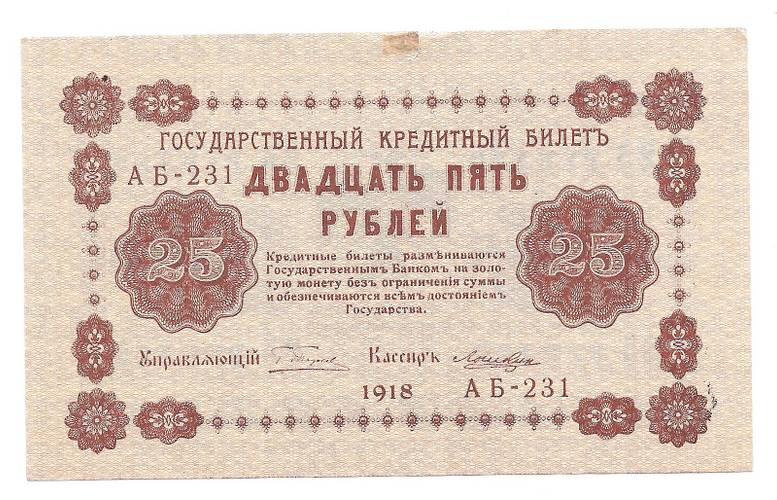 ГОСУДАРСТВЕННЫЙ КРЕДИТНЫЙ БИЛЕТЪ
АБ-231 ДВАДЦАТЬ ПЯТЬ
РУБЛЕЙ
25
25
Кредитные билеты размѣниваются
Государственнымъ Банкомъ на золо-
тую монету безъ ограниченія суммы
и обезпечиваются всѣмъ достояніемъ
Государства.
Управляющій Кассиръ
1918 АБ-231